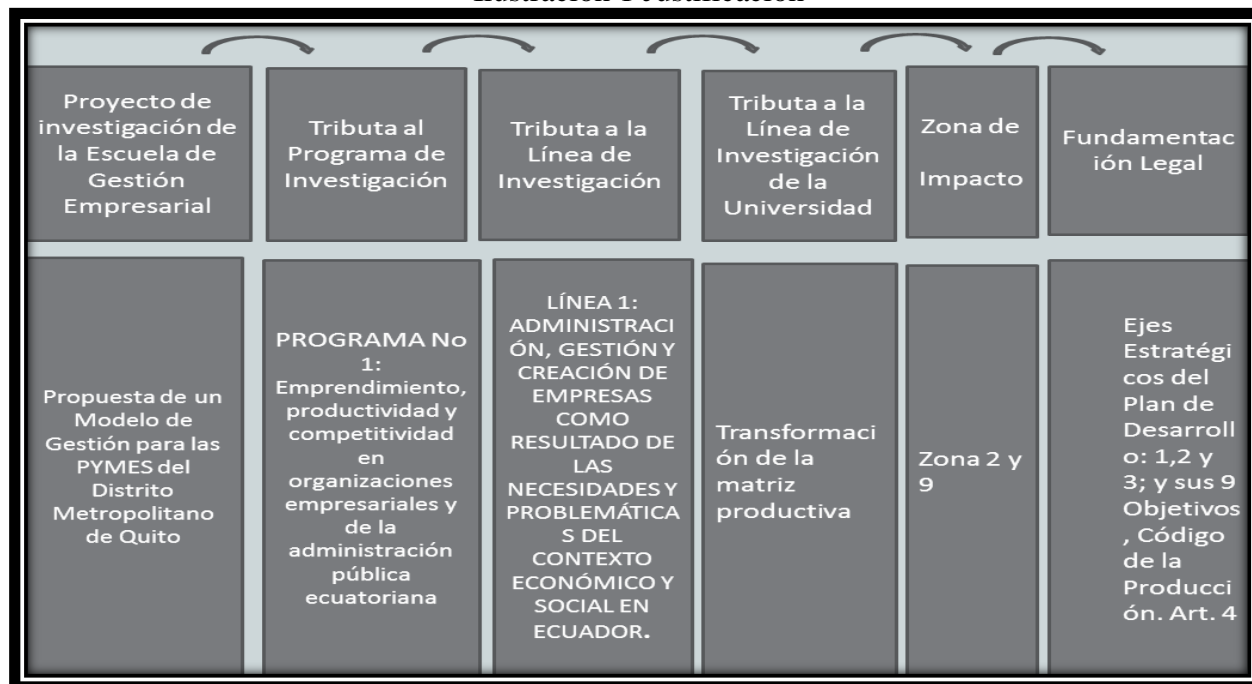 Proyecto de
investigación de
la Escuela de
Gestión
Empresarial
Tributa al
Programa de
Investigación
Tributa a la
Línea de
Investigación
Tributa a la
Línea de
Investigación
de la
Universidad
Zona de
Impacto
Fundamentac
ión Legal
Propuesta de un
Modelo de
Gestión para las
PYMES del
Distrito
Metropolitano
de Quito
PROGRAMA No
1:
Emprendimiento,
productividad y
competitividad
en
organizaciones
empresariales y
de la
administración
pública
ecuatoriana
LÍNEA 1:
ADMINISTRACI
ÓN, GESTIÓN Y
CREACIÓN DE
EMPRESAS
COMO
RESULTADO DE
LAS
NECESIDADES Y
PROBLEMÁTICA
S DEL
CONTEXTO
ECONÓMICO Y
SOCIAL EN
ECUADOR.
Transformaci
ón de la
matriz
productiva
Zona 2 y
9
Ejes
Estratégi
cos del
Plan de
Desarroll
o: 1,2 y
3; y sus 9
Objetivos
, Código
de la
Producci
ón. Art. 4